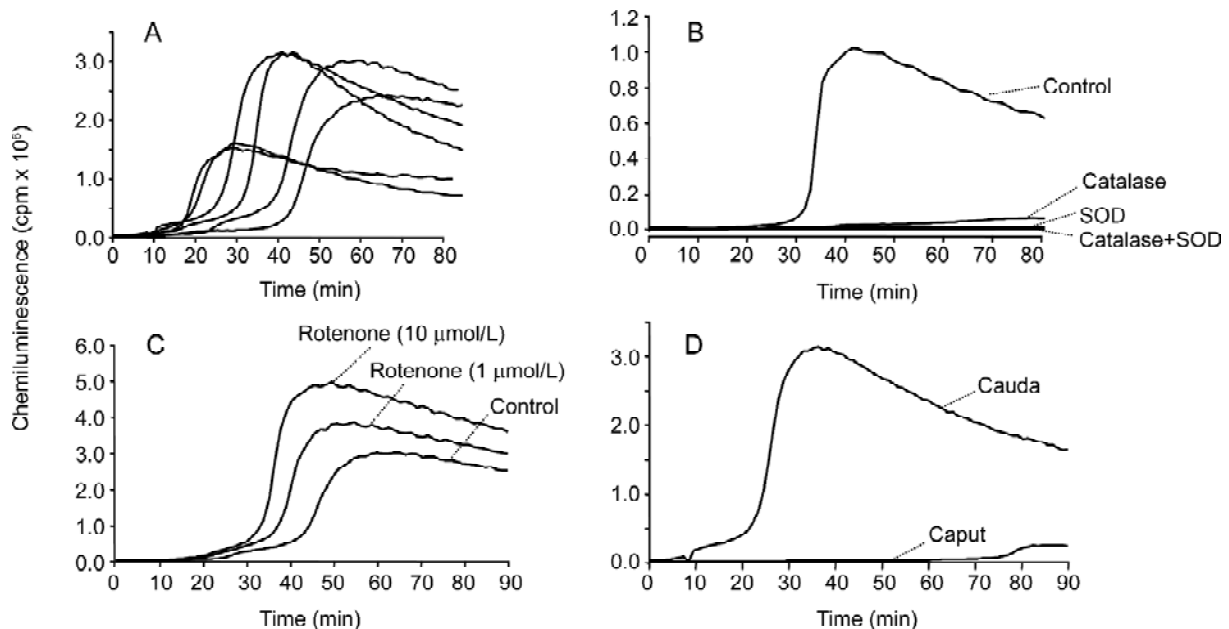 Chemiluminescence (cpm x 10⁶)
A
3.0
2.0
1.0
0.0
0 10 20 30 40 50 60 70 80
Time (min)
B
1.2
1.0
0.8
0.6
0.4
0.2
0.0
Control
Catalase
SOD
Catalase+SOD
0 10 20 30 40 50 60 70 80
Time (min)
C
6.0
5.0
4.0
3.0
2.0
1.0
0.0
Rotenone (10 µmol/L)
Rotenone (1 µmol/L)
Control
0 10 20 30 40 50 60 70 80 90
Time (min)
D
3.0
2.0
1.0
0.0
Cauda
Caput
0 10 20 30 40 50 60 70 80 90
Time (min)